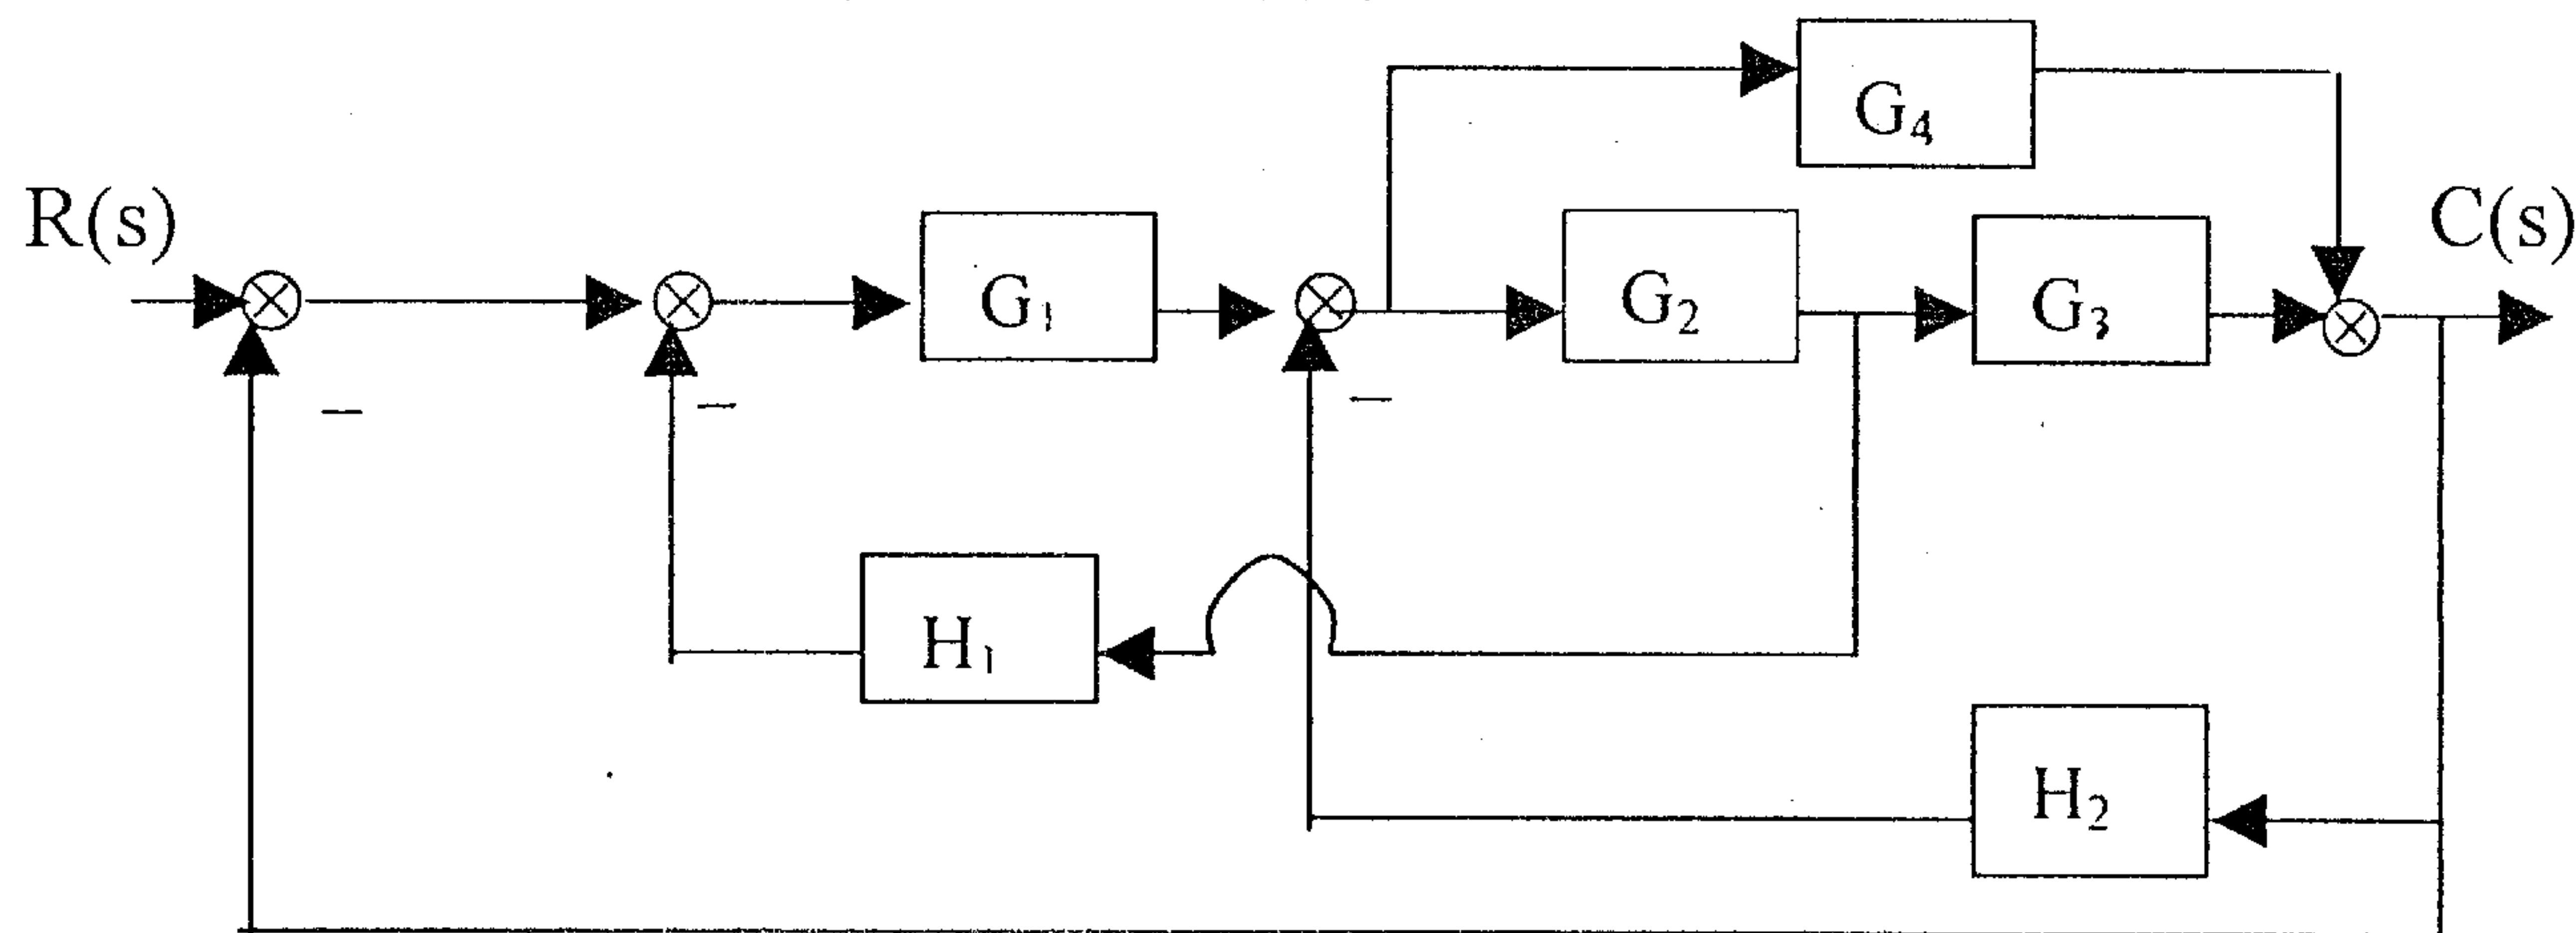 G₄
R(s)
G₁
G₂
G₃
C(s)
−
−
−
H₁
H₂